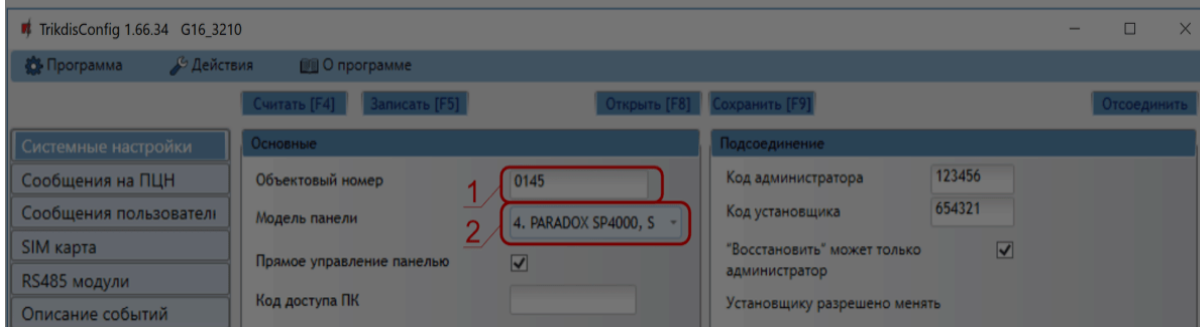 TrikdisConfig 1.66.34 G16_3210
Программа Действия О программе
Считать [F4] Записать [F5] Открыть [F8] Сохранить [F9] Отсоединить
Системные настройки
Сообщения на ПЦН
Сообщения пользователю
SIM карта
RS485 модули
Описание событий
Основные
Объектовый номер 1 0145
Модель панели 2 4. PARADOX SP4000, S
Прямое управление панелью
Код доступа ПК
Подсоединение
Код администратора 123456
Код установщика 654321
"Восстановить" может только
администратор
Установщику разрешено менять